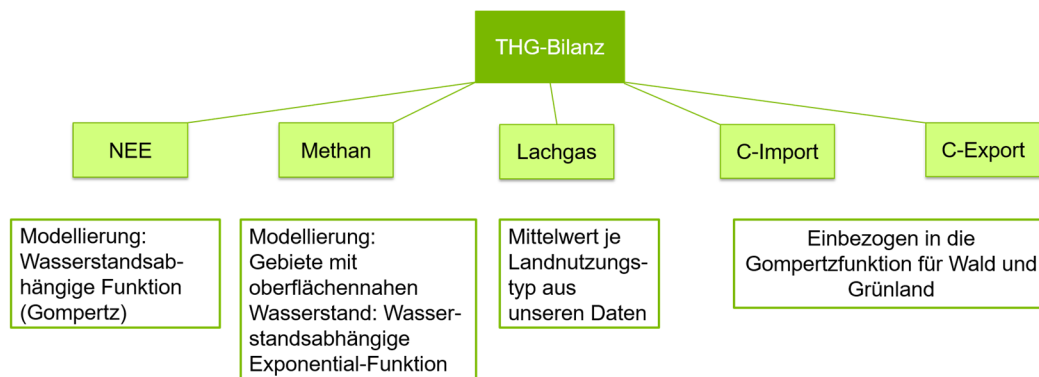 THG-Bilanz
NEE
Methan
Lachgas
C-Import
C-Export
Modellierung:
Wasserstandsab-
hängige Funktion
(Gompertz)
Modellierung:
Gebiete mit
oberflächennahen
Wasserstand: Wasser-
standsabhängige
Exponential-Funktion
Mittelwert je
Landnutzungs-
typ aus
unseren Daten
Einbezogen in die
Gompertzfunktion für Wald und
Grünland